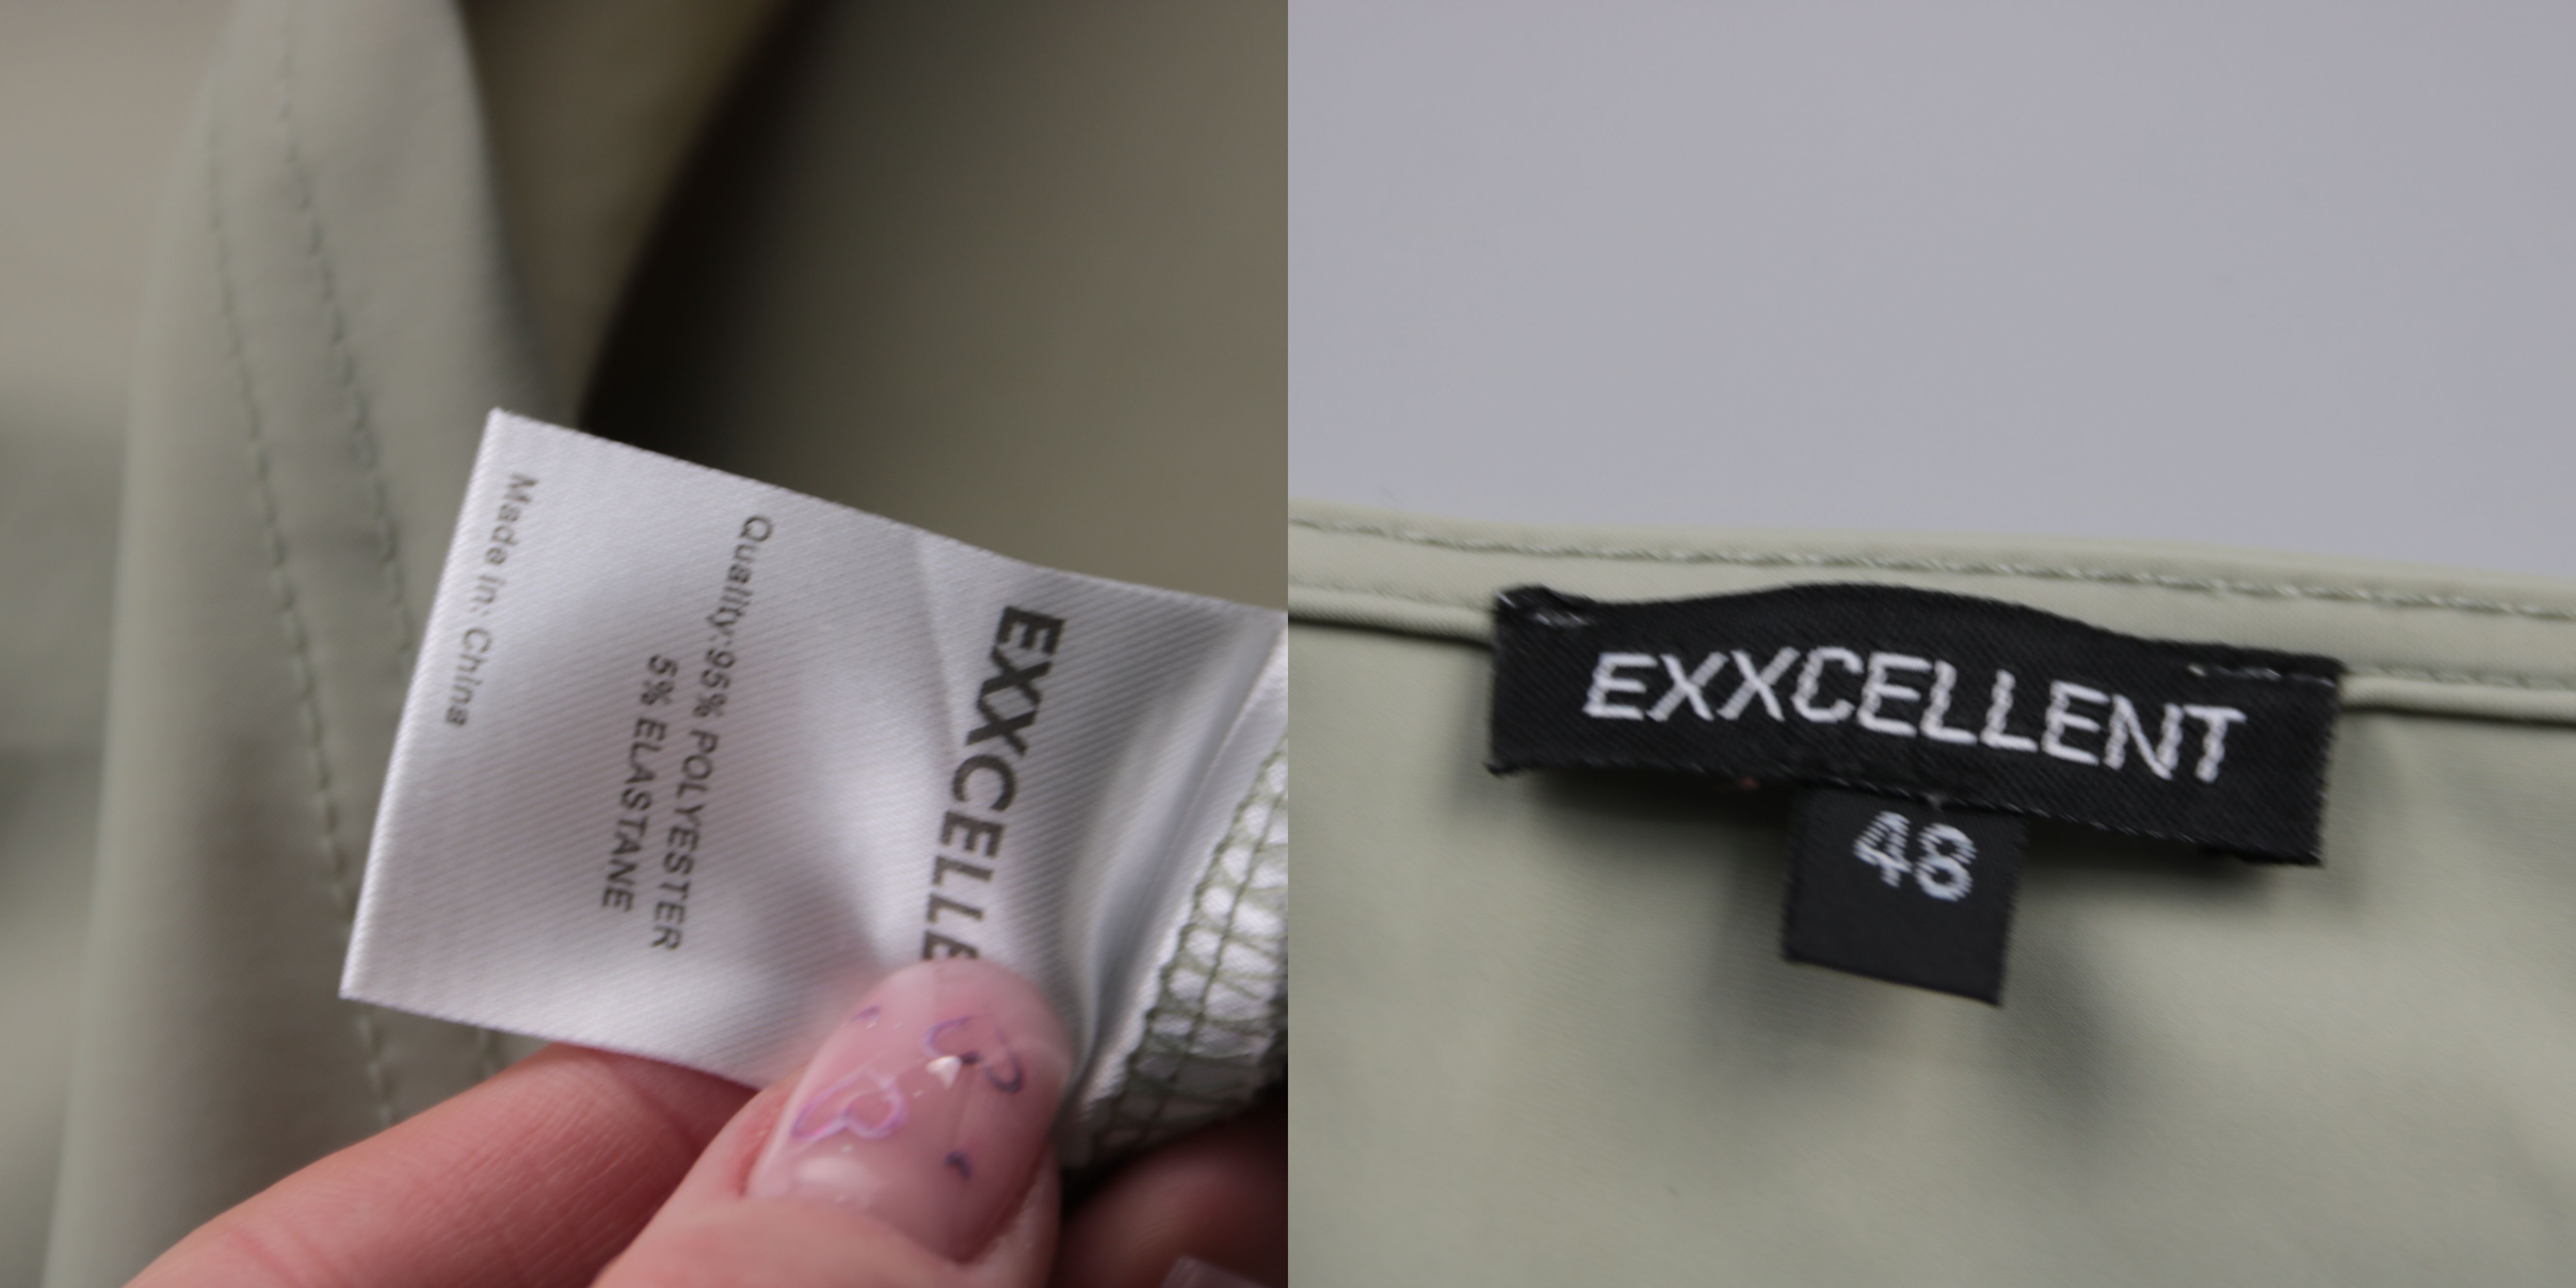 EXXCELLE
Quality:95% POLYESTER
5% ELASTANE
Made in: China
EXXCELLENT
48